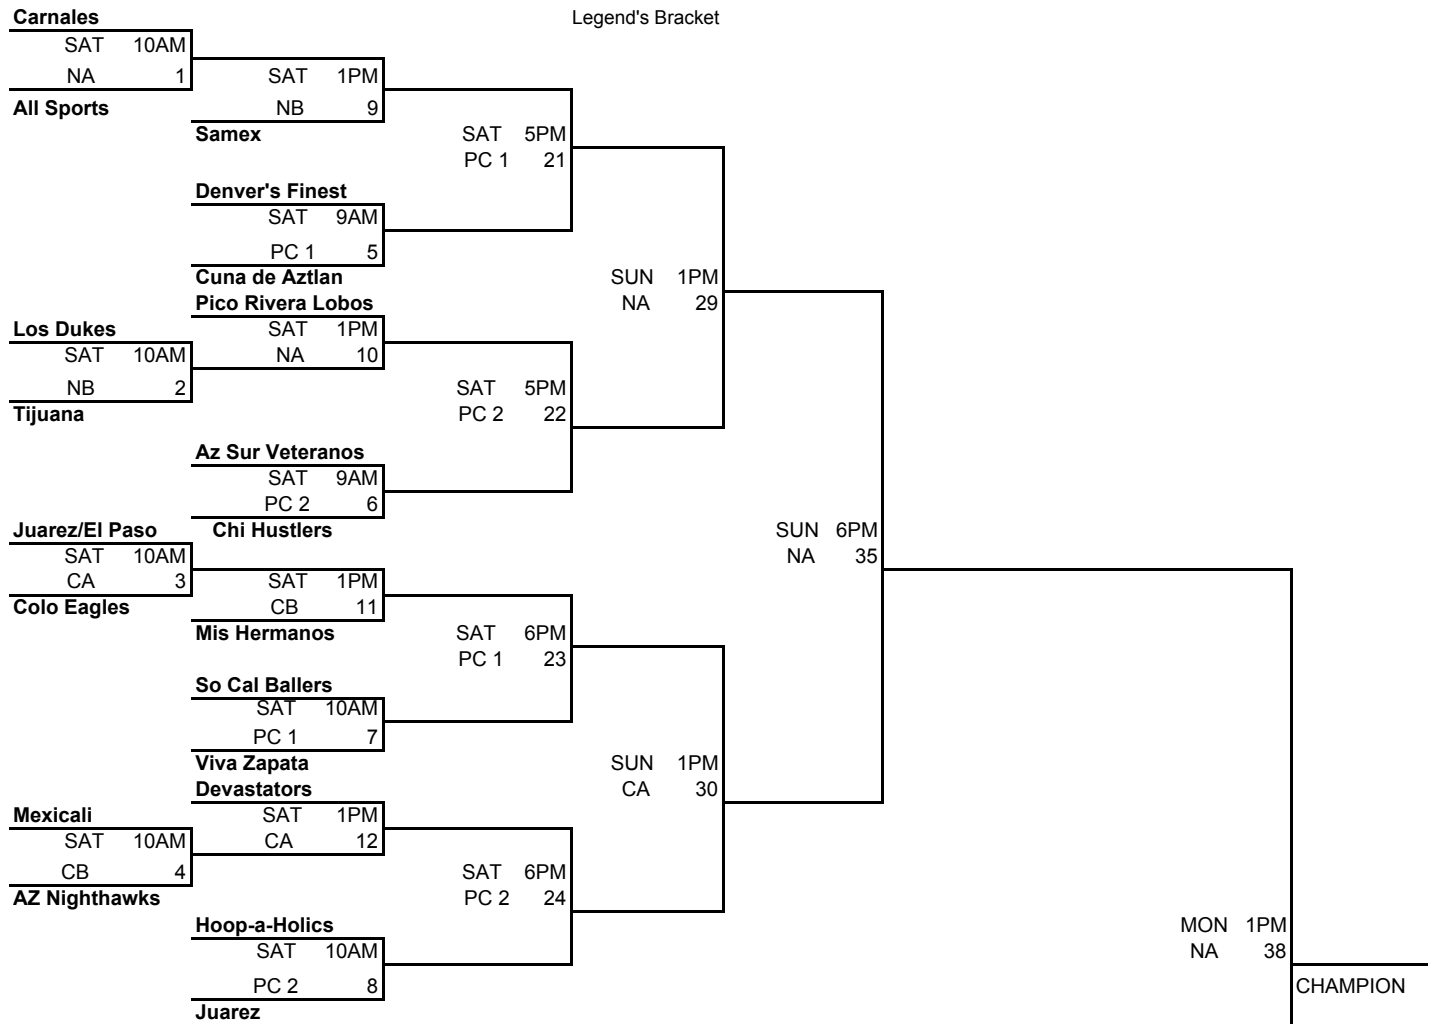 Carnales
Legend's Bracket
SAT 10AM
NA 1
SAT 1PM
All Sports
NB 9
Samex
SAT 5PM
PC 1 21
Denver's Finest
SAT 9AM
PC 1 5
Cuna de Aztlan
SUN 1PM
Pico Rivera Lobos
NA 29
Los Dukes
SAT 1PM
SAT 10AM
NA 10
NB 2
SAT 5PM
Tijuana
PC 2 22
Az Sur Veteranos
SAT 9AM
PC 2 6
Juarez/El Paso
Chi Hustlers
SUN 6PM
SAT 10AM
NA 35
CA 3
SAT 1PM
Colo Eagles
CB 11
Mis Hermanos
SAT 6PM
PC 1 23
So Cal Ballers
SAT 10AM
PC 1 7
Viva Zapata
SUN 1PM
Devastators
CA 30
Mexicali
SAT 1PM
SAT 10AM
CA 12
CB 4
SAT 6PM
AZ Nighthawks
PC 2 24
Hoop-a-Holics
MON 1PM
SAT 10AM
NA 38
PC 2 8
CHAMPION
Juarez